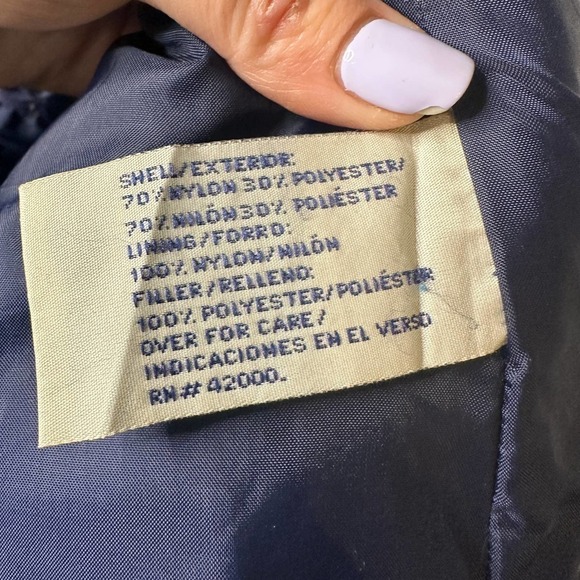 SHELL/EXTERIOR:
70% NYLON 30% POLYESTER/
70% NILÓN 30% POLIÉSTER
LINING/FORRO:
100% NYLON/NILÓN
FILLER/RELLENO:
100% POLYESTER/POLIÉSTER
OVER FOR CARE/
INDICACIONES EN EL VERSO
RN# 42000.